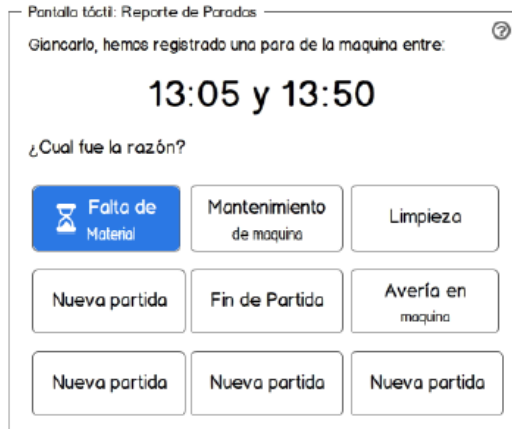 Pantalla táctil: Reporte de Paradas
?
Giancarlo, hemos registrado una para de la maquina entre:
13:05 y 13:50
¿Cual fue la razón?
Falta de
Material
Mantenimiento
de maquina
Limpieza
Nueva partida
Fin de Partida
Avería en
maquina
Nueva partida
Nueva partida
Nueva partida